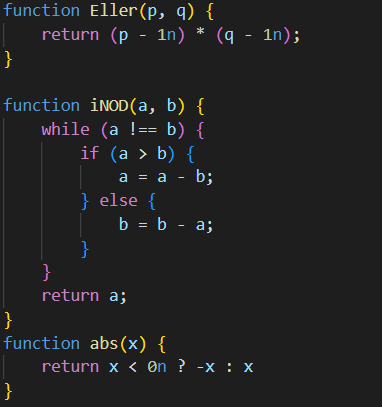 function Eller(p, q) {
    return (p - 1n) * (q - 1n);
}

function iNOD(a, b) {
    while (a !== b) {
        if (a > b) {
            a = a - b;
        } else {
            b = b - a;
        }
    }
    return a;
}
function abs(x) {
    return x < 0n ? -x : x
}